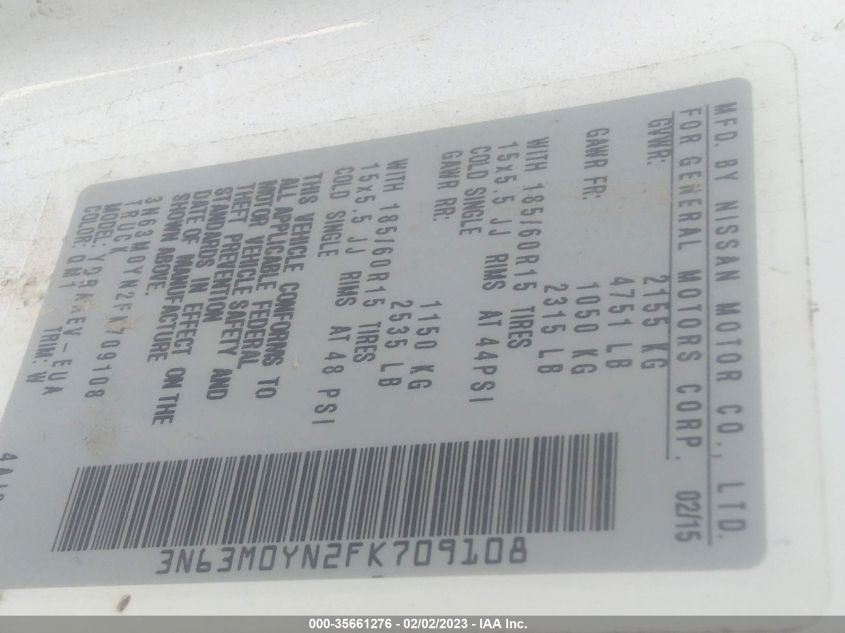 MFD. BY NISSAN MOTOR CO., LTD.
FOR GENERAL MOTORS CORP. 02/15
GVWR: 2155 KG
4751 LB
GAWR FR: 1050 KG
2315 LB
WITH 185/60R15 TIRES
15x5.5 JJ RIMS AT 44PSI
COLD SINGLE
GAWR RR: 1150 KG
2535 LB
WITH 185/60R15 TIRES
15x5.5 JJ RIMS AT 48 PSI
COLD SINGLE
THIS VEHICLE CONFORMS TO
ALL APPLICABLE FEDERAL
MOTOR VEHICLE SAFETY AND
THEFT PREVENTION
STANDARDS IN EFFECT ON THE
DATE OF MANUFACTURE
SHOWN ABOVE.
3N63M0YN2FK709108
TRUCK
MODEL: EV-EUA
COLOR: QM1 TRIM: W
3N63M0YN2FK709108
000-35661276 - 02/02/2023 - IAA Inc.